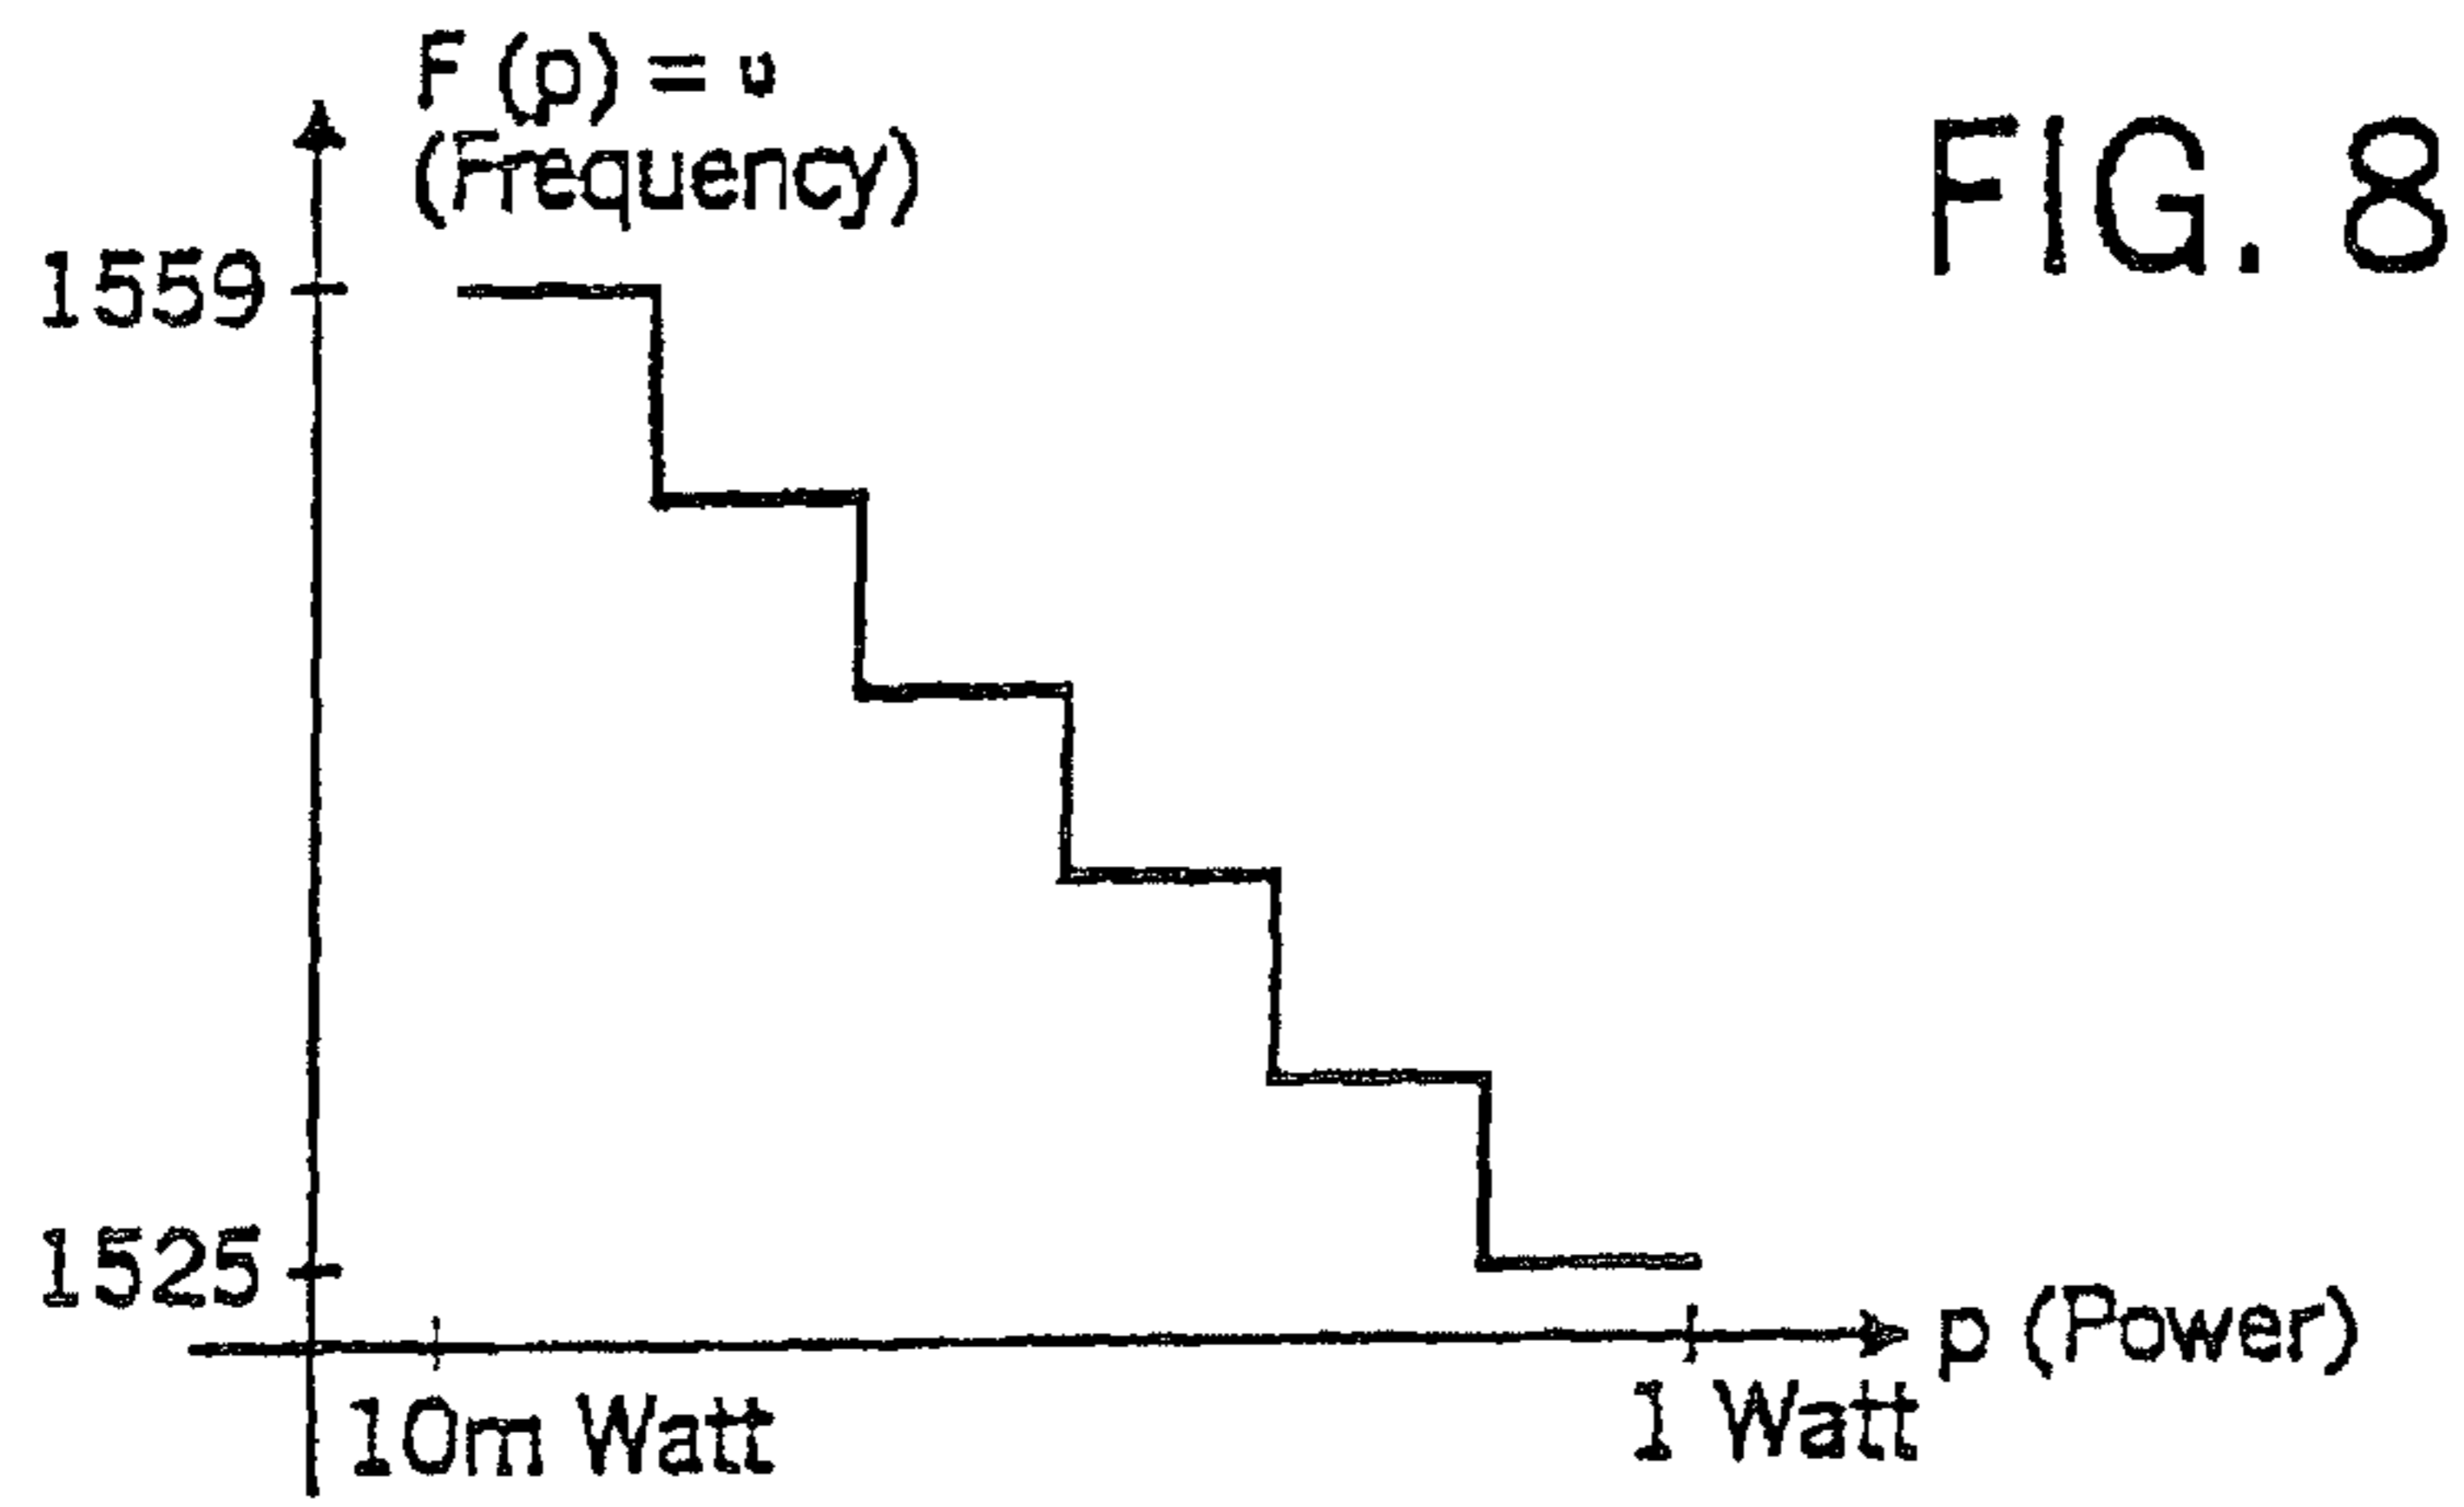 F (p) = υ
(Frequency)
FIG. 8
1559
1525
p (Power)
10m Watt
1 Watt